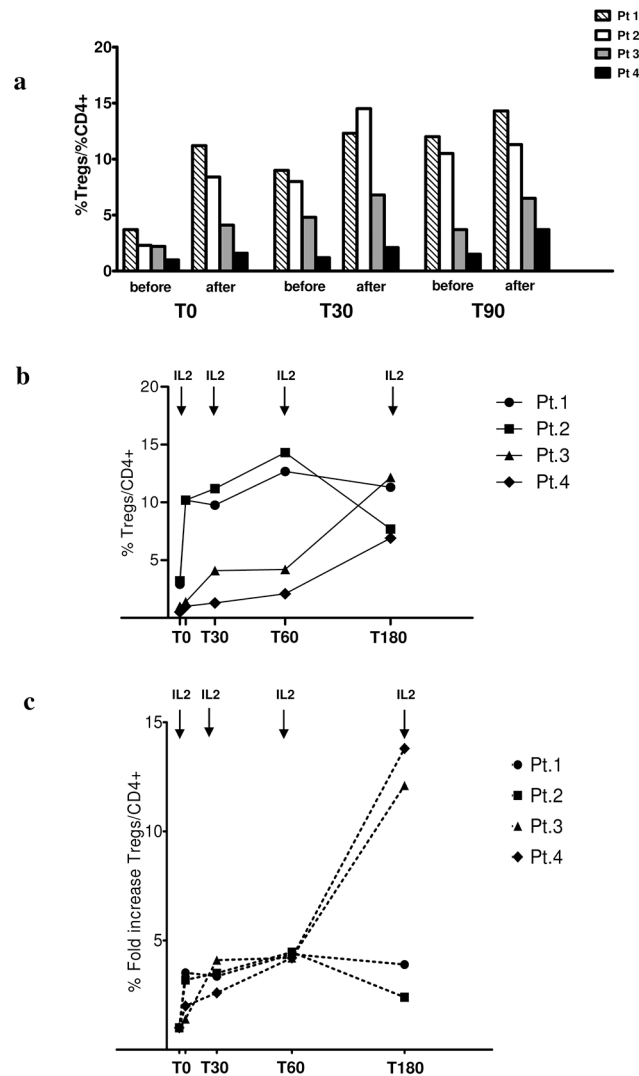 Pt 1
Pt 2
Pt 3
Pt 4
a
%Tregs/%CD4+
20
15
10
5
0
before after before after before after
T0 T30 T90
b
IL2 IL2 IL2 IL2
% Tregs/CD4+
20
15
10
5
T0 T30 T60 T180
Pt.1
Pt.2
Pt.3
Pt.4
c
IL2 IL2 IL2 IL2
% Fold increase Tregs/CD4+
15
10
5
T0 T30 T60 T180
Pt.1
Pt.2
Pt.3
Pt.4